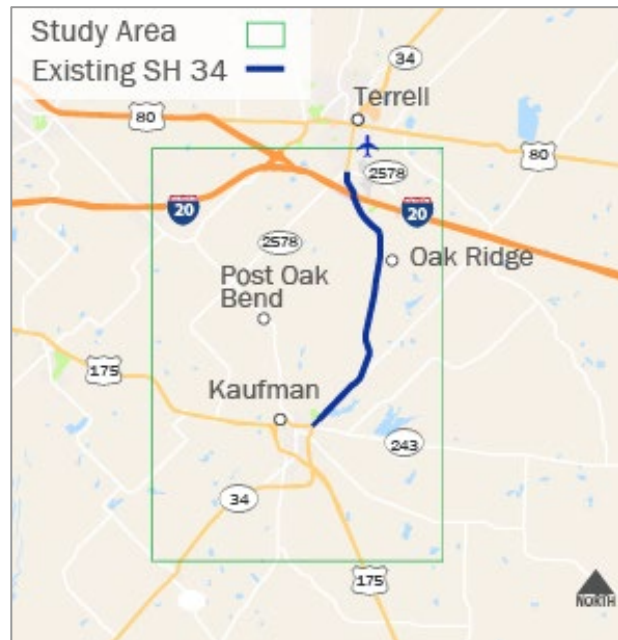 Study Area
Existing SH 34
34
Terrell
80
80
2578
20
20
2578
Oak Ridge
Post Oak
Bend
175
Kaufman
243
34
175
NORTH